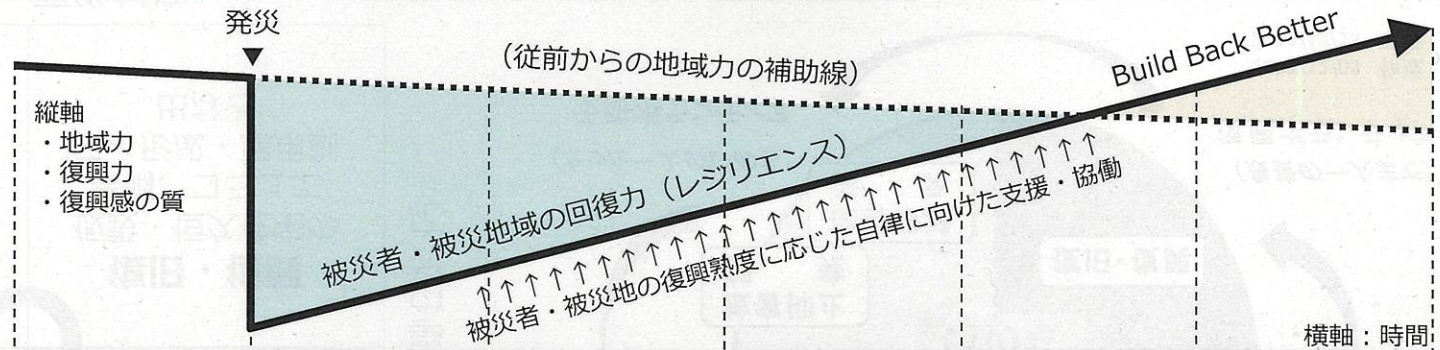 発災
▼
(従前からの地域力の補助線)
Build Back Better
縦軸
・地域力
・復興力
・復興感の質
被災者・被災地域の回復力(レジリエンス)
↑↑↑↑↑↑↑↑↑↑↑↑↑↑↑↑↑↑↑↑↑↑↑↑↑↑
被災者・被災地の復興熟度に応じた自律に向けた支援・協働
横軸:時間